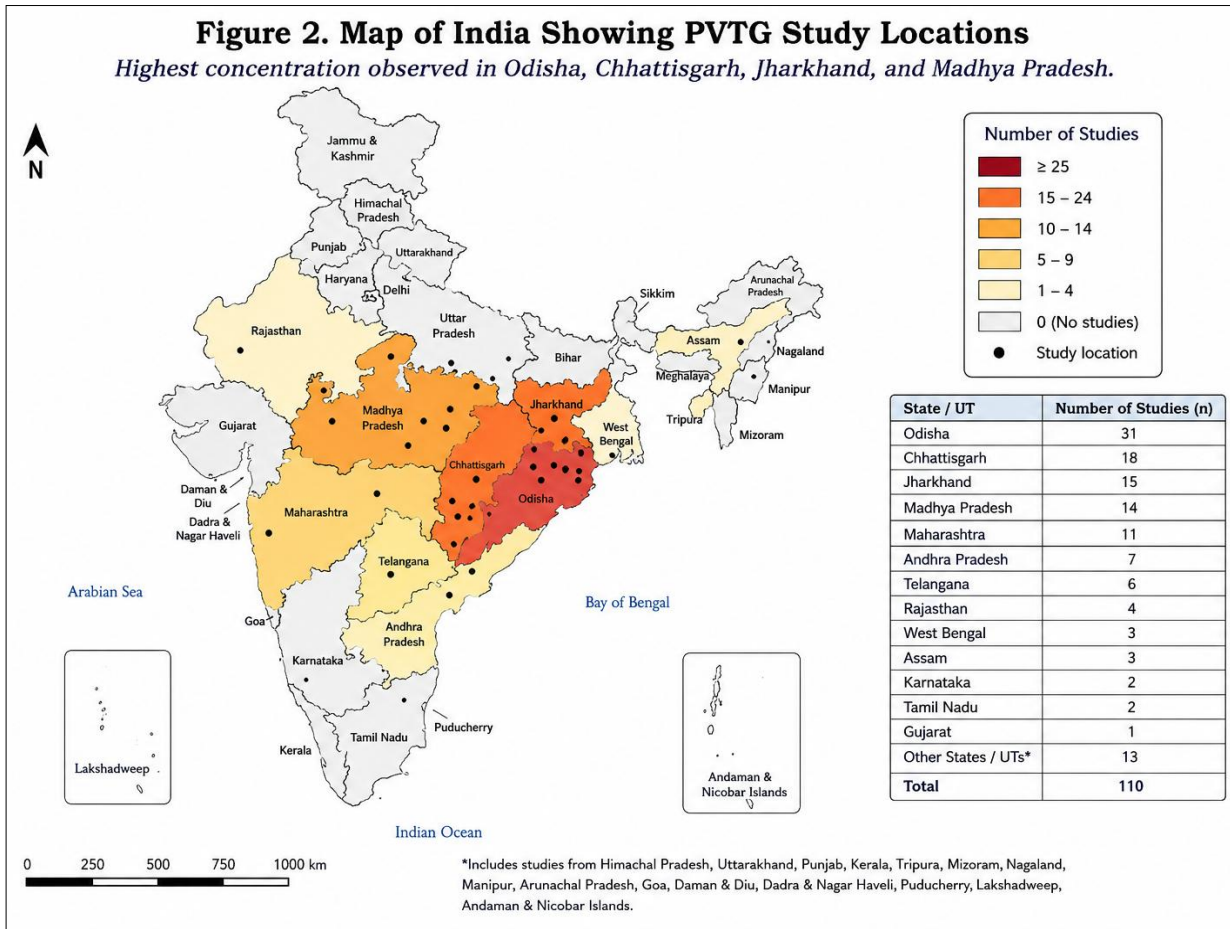 Figure 2. Map of India Showing PVTG Study Locations
Highest concentration observed in Odisha, Chhattisgarh, Jharkhand, and Madhya Pradesh.
N
Jammu &
Kashmir
Himachal
Pradesh
Punjab
Uttarakhand
Haryana
Delhi
Uttar
Pradesh
Rajasthan
Bihar
Sikkim
Arunachal
Pradesh
Assam
Nagaland
Meghalaya
Manipur
Tripura
Mizoram
Gujarat
Madhya
Pradesh
Jharkhand
West
Bengal
Chhattisgarh
Odisha
Daman &
Diu
Dadra &
Nagar Haveli
Maharashtra
Telangana
Andhra
Pradesh
Goa
Karnataka
Kerala
Tamil Nadu
Puducherry
Arabian Sea
Bay of Bengal
Indian Ocean
Lakshadweep
Andaman &
Nicobar Islands
Number of Studies
≥ 25
15 – 24
10 – 14
5 – 9
1 – 4
0 (No studies)
Study location
State / UT Number of Studies (n)
Odisha 31
Chhattisgarh 18
Jharkhand 15
Madhya Pradesh 14
Maharashtra 11
Andhra Pradesh 7
Telangana 6
Rajasthan 4
West Bengal 3
Assam 3
Karnataka 2
Tamil Nadu 2
Gujarat 1
Other States / UTs* 13
Total 110
0 250 500 750 1000 km
*Includes studies from Himachal Pradesh, Uttarakhand, Punjab, Kerala, Tripura, Mizoram, Nagaland,
Manipur, Arunachal Pradesh, Goa, Daman & Diu, Dadra & Nagar Haveli, Puducherry, Lakshadweep,
Andaman & Nicobar Islands.